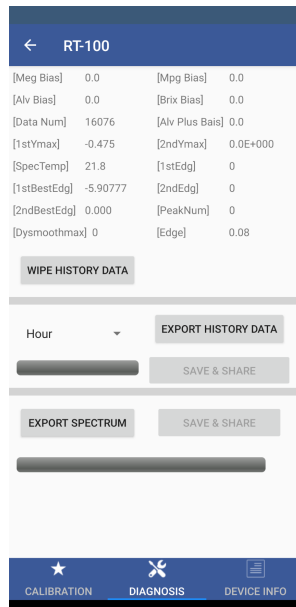 RT-100
[Meg Bias] 0.0 [Mpg Bias] 0.0
[Alv Bias] 0.0 [Brix Bias] 0.0
[Data Num] 16076 [Alv Plus Bais] 0.0
[1stYmax] -0.475 [2ndYmax] 0.0E+000
[SpecTemp] 21.8 [1stEdg] 0
[1stBestEdg] -5.90777 [2ndEdg] 0
[2ndBestEdg] 0.000 [PeakNum] 0
[Dysmoothmax] 0 [Edge] 0.08
WIPE HISTORY DATA
Hour EXPORT HISTORY DATA
SAVE & SHARE
EXPORT SPECTRUM SAVE & SHARE
CALIBRATION DIAGNOSIS DEVICE INFO